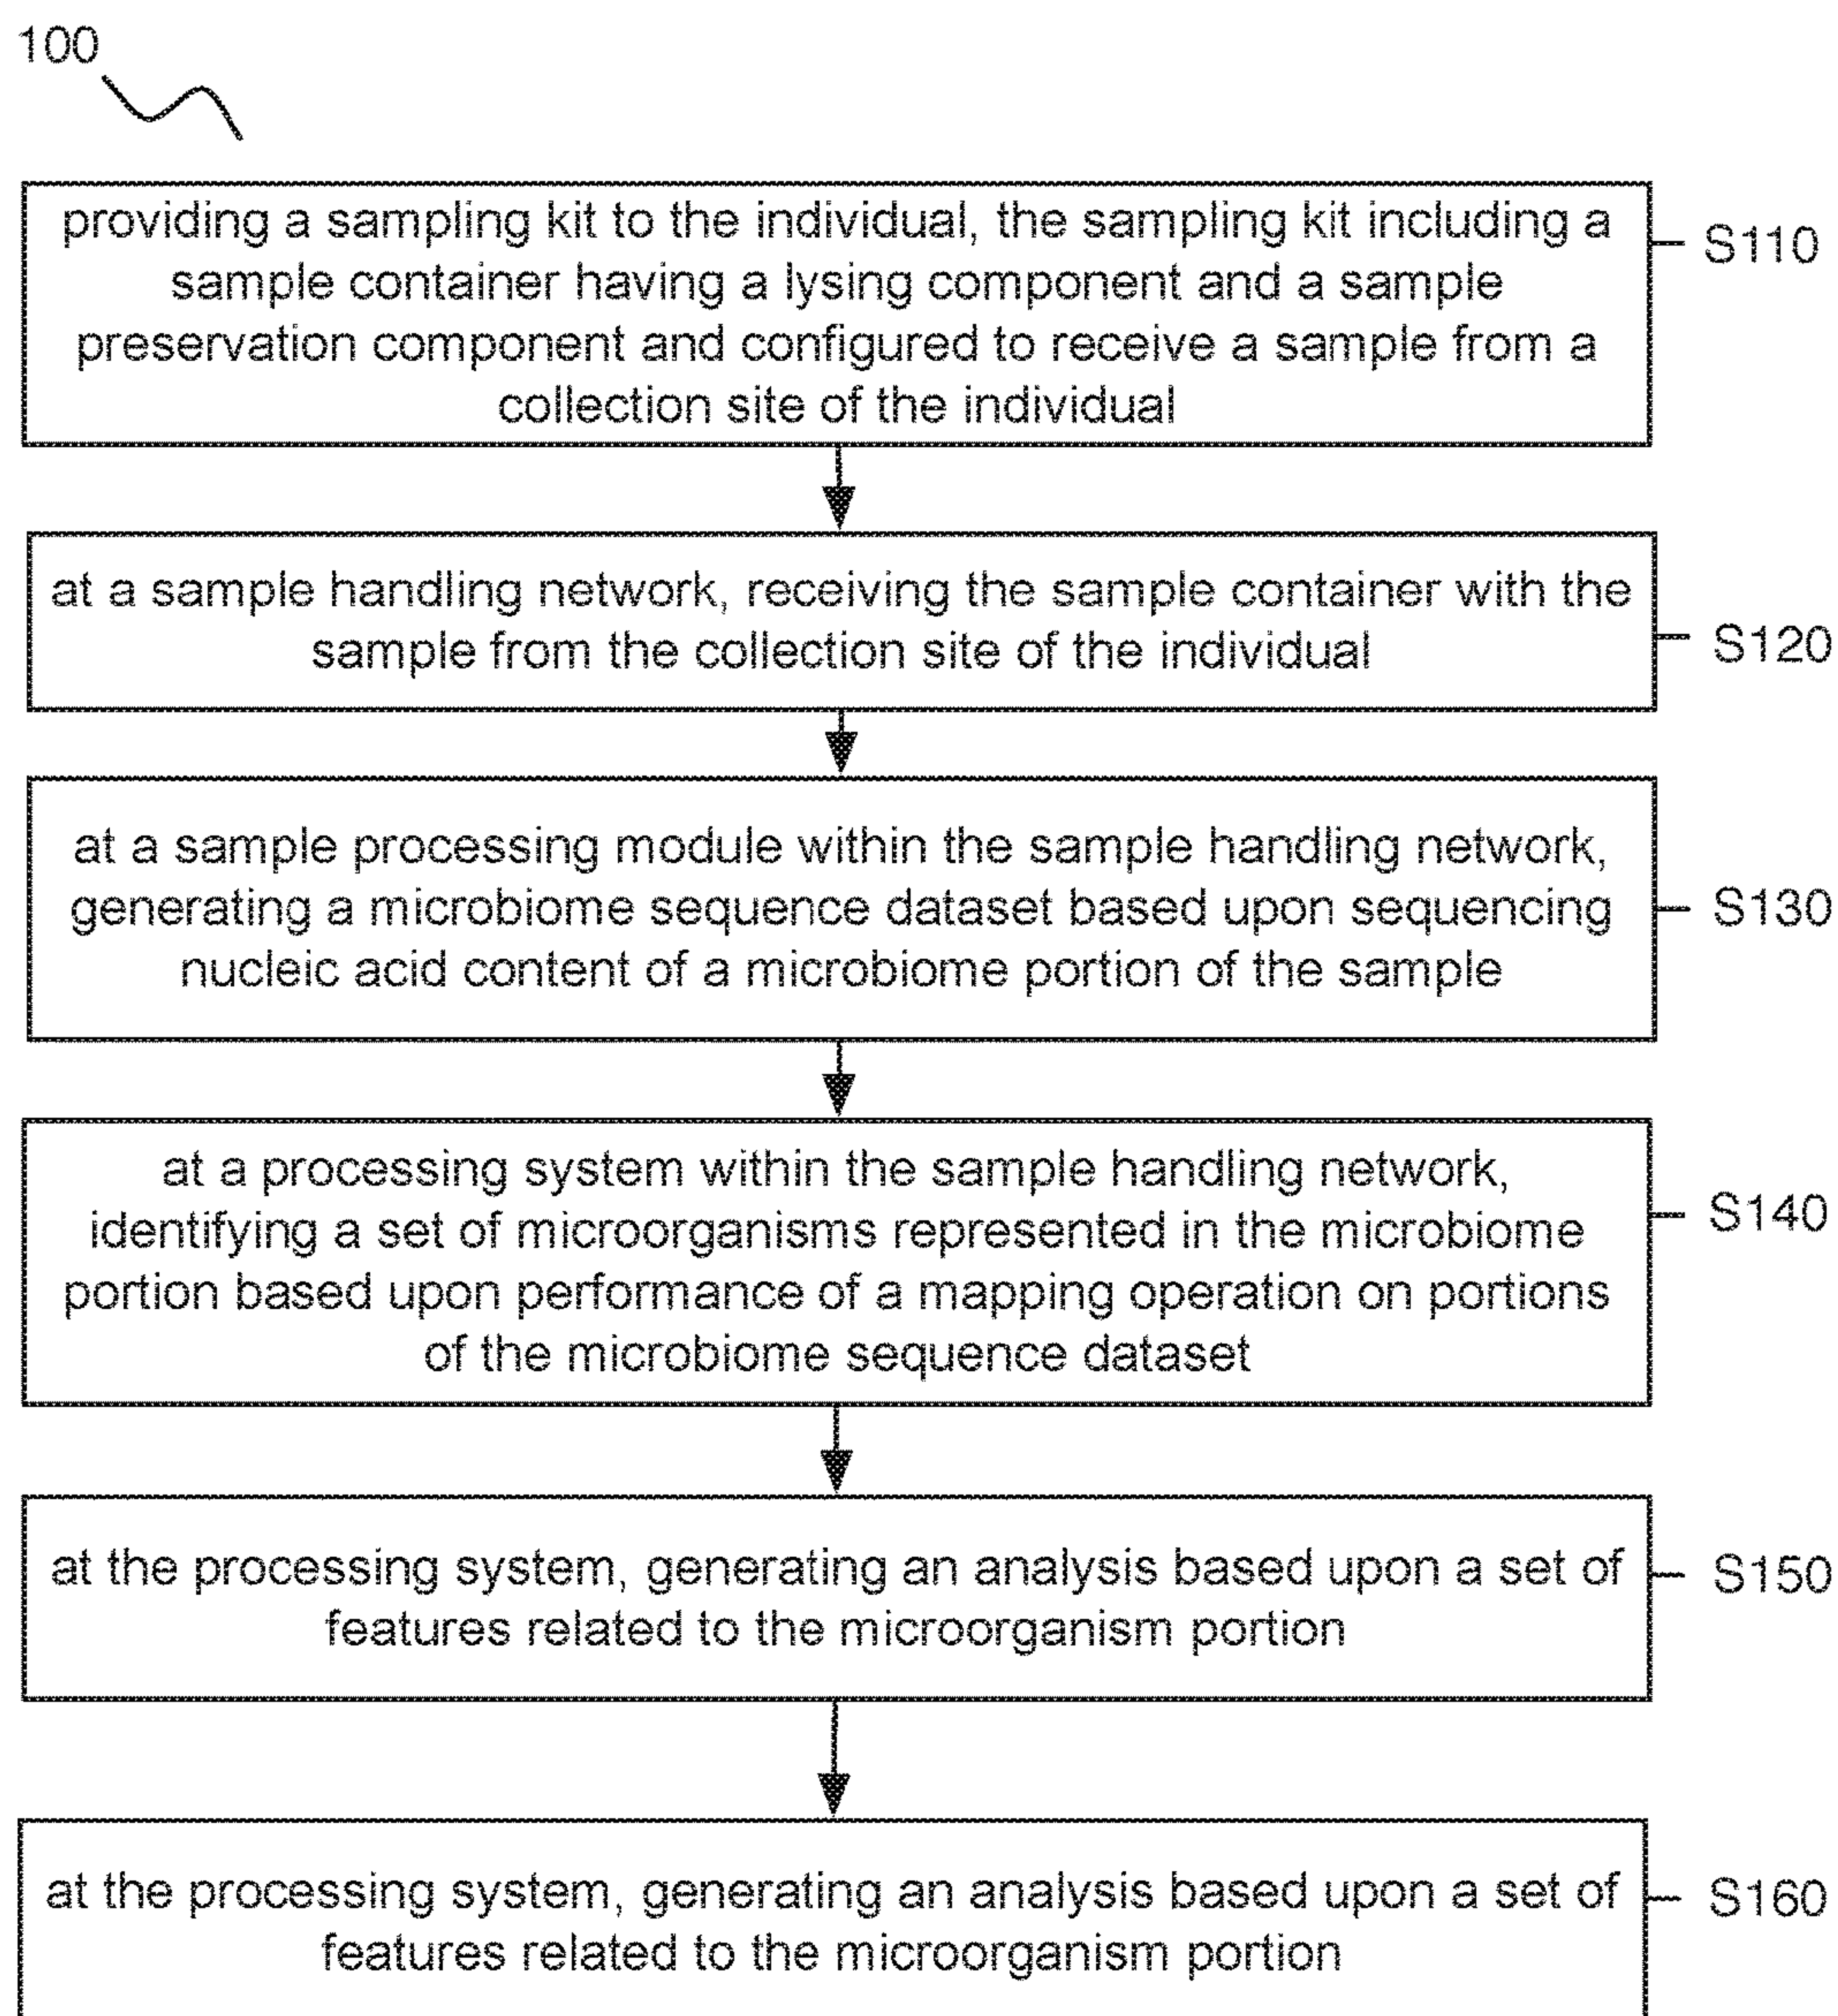 100
providing a sampling kit to the individual, the sampling kit including a
sample container having a lysing component and a sample
preservation component and configured to receive a sample from a
collection site of the individual
S110
at a sample handling network, receiving the sample container with the
sample from the collection site of the individual
S120
at a sample processing module within the sample handling network,
generating a microbiome sequence dataset based upon sequencing
nucleic acid content of a microbiome portion of the sample
S130
at a processing system within the sample handling network,
identifying a set of microorganisms represented in the microbiome
portion based upon performance of a mapping operation on portions
of the microbiome sequence dataset
S140
at the processing system, generating an analysis based upon a set of
features related to the microorganism portion
S150
at the processing system, generating an analysis based upon a set of
features related to the microorganism portion
S160